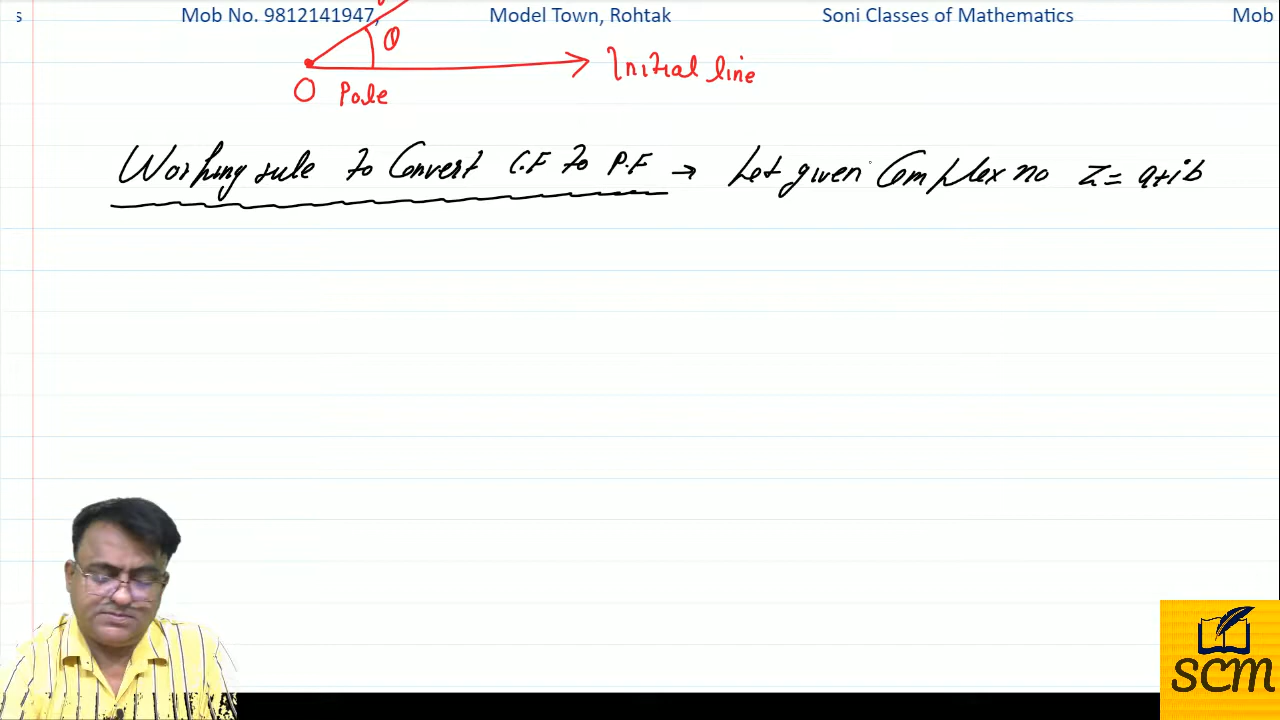 Mob No. 9812141947, Model Town, Rohtak Soni Classes of Mathematics Mob
θ
Initial line
O Pole
Working rule to Convert C.F to P.F → Let given Complex no Z = a+ib
SCM